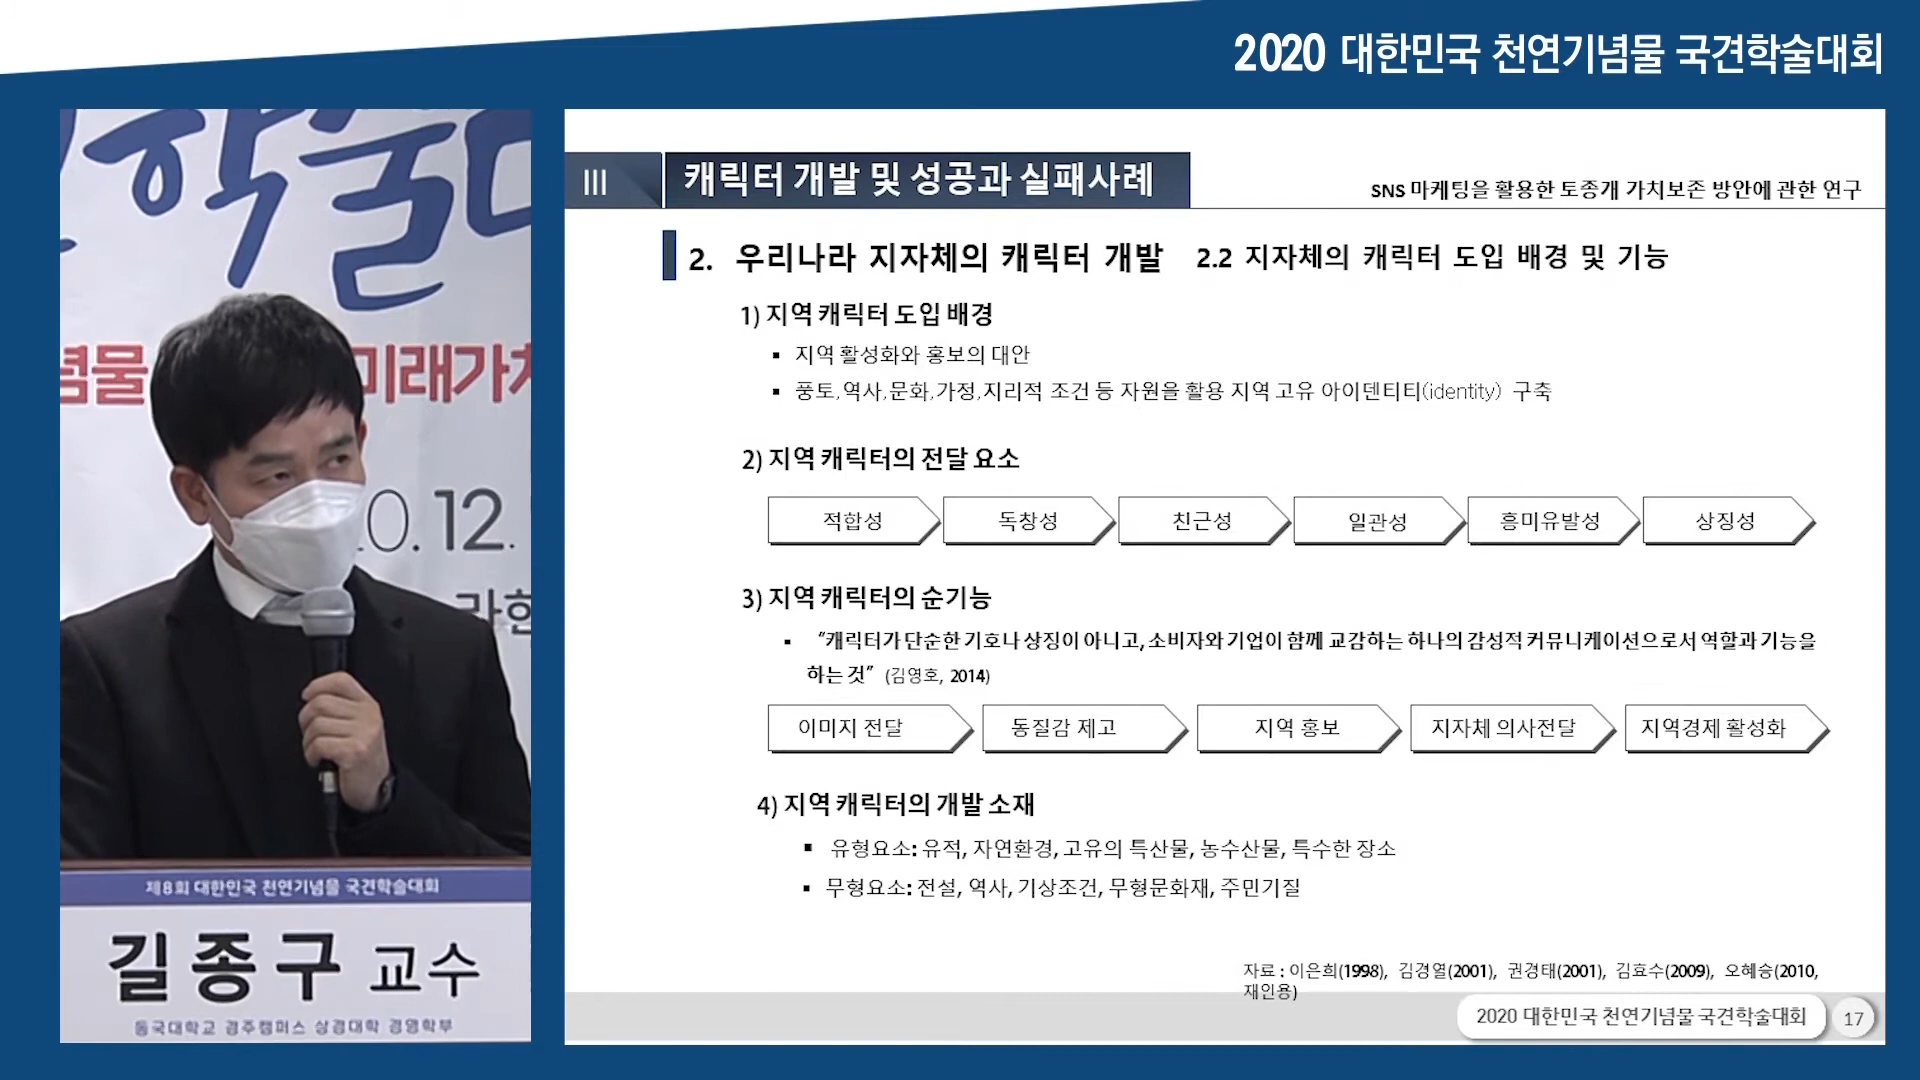 2020 대한민국 천연기념물 국견학술대회
학술대
념물 미래가치
0.12.
라한
제8회 대한민국 천연기념물 국견학술대회
길종구 교수
동국대학교 경주캠퍼스 상경대학 경영학부
III 캐릭터 개발 및 성공과 실패사례
SNS 마케팅을 활용한 토종개 가치보존 방안에 관한 연구
2. 우리나라 지자체의 캐릭터 개발 2.2 지자체의 캐릭터 도입 배경 및 기능
1) 지역 캐릭터 도입 배경
▪ 지역 활성화와 홍보의 대안
▪ 풍토,역사,문화,가정,지리적 조건 등 자원을 활용 지역 고유 아이덴티티(identity) 구축
2) 지역 캐릭터의 전달 요소
적합성 독창성 친근성 일관성 흥미유발성 상징성
3) 지역 캐릭터의 순기능
▪ "캐릭터가 단순한 기호나 상징이 아니고, 소비자와 기업이 함께 교감하는 하나의 감성적 커뮤니케이션으로서 역할과 기능을
하는 것" (김영호, 2014)
이미지 전달 동질감 제고 지역 홍보 지자체 의사전달 지역경제 활성화
4) 지역 캐릭터의 개발 소재
▪ 유형요소: 유적, 자연환경, 고유의 특산물, 농수산물, 특수한 장소
▪ 무형요소: 전설, 역사, 기상조건, 무형문화재, 주민기질
자료 : 이은희(1998), 김경열(2001), 권경태(2001), 김효수(2009), 오혜승(2010,
재인용)
2020 대한민국 천연기념물 국견학술대회 17